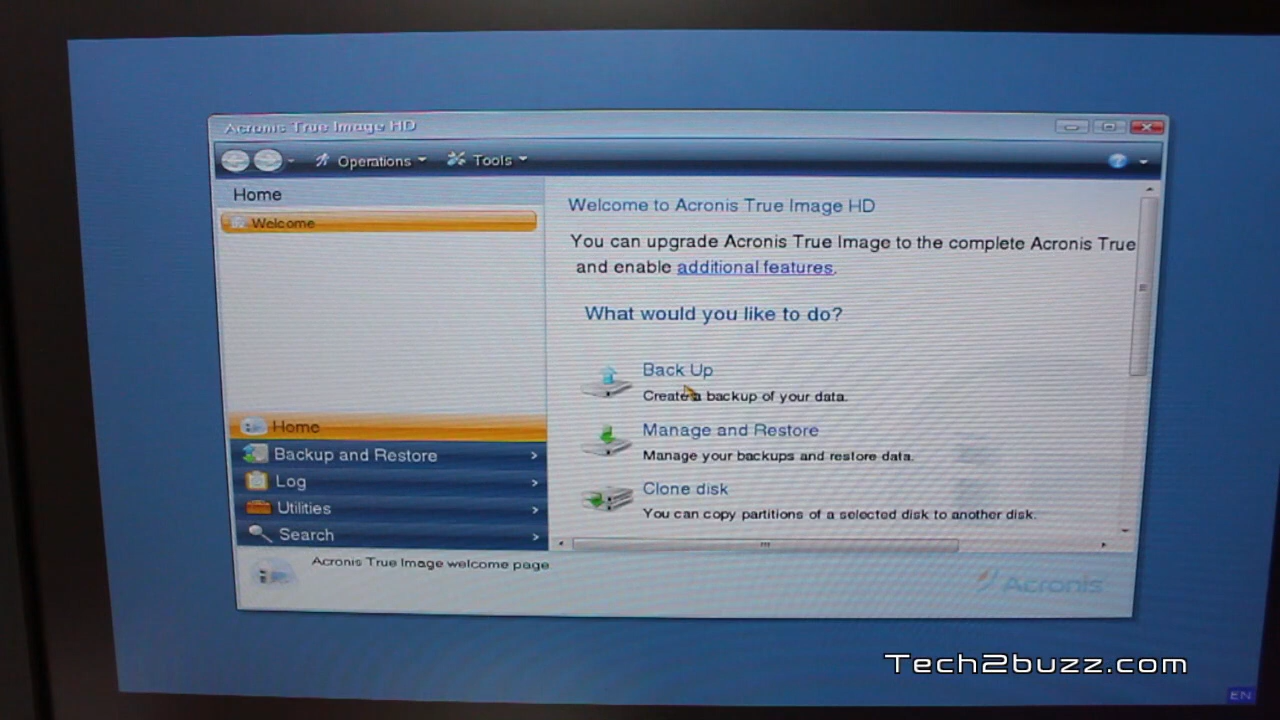 Acronis True Image HD
Operations
Tools
Home
Welcome
Welcome to Acronis True Image HD
You can upgrade Acronis True Image to the complete Acronis True
and enable additional features.
What would you like to do?
Back Up
Create a backup of your data.
Manage and Restore
Manage your backups and restore data.
Clone disk
You can copy partitions of a selected disk to another disk.
Home
Backup and Restore
Log
Utilities
Search
Acronis True Image welcome page
Acronis
Tech2buzz.com
EN